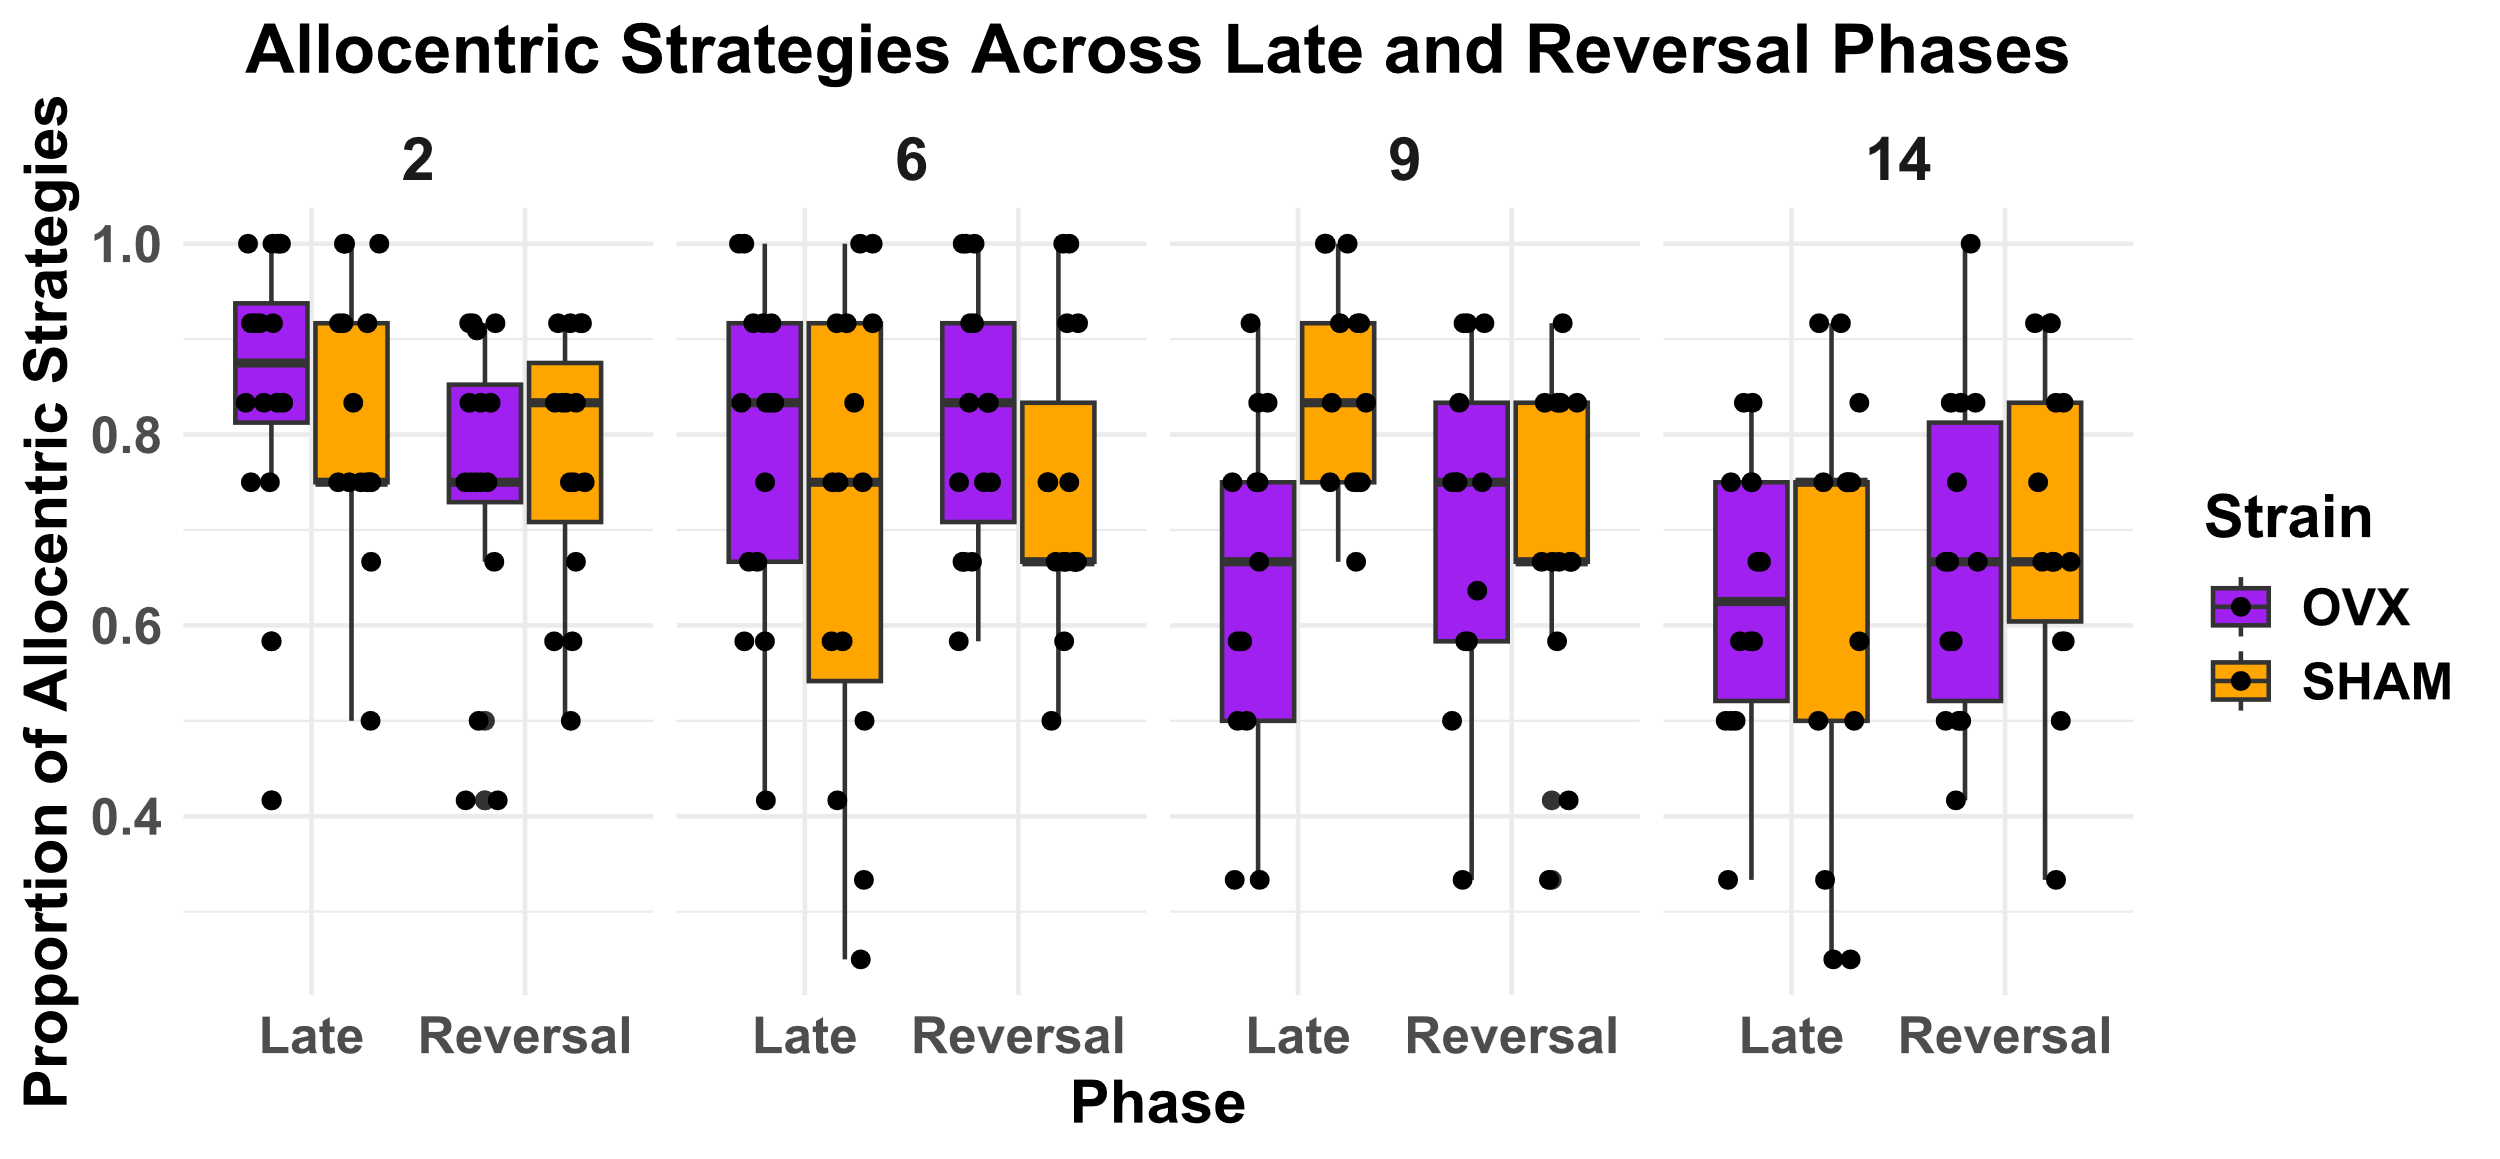 Allocentric Strategies Across Late and Reversal Phases
2 6 9 14
Proportion of Allocentric Strategies
1.0
0.8
0.6
0.4
Late Reversal Late Reversal Late Reversal Late Reversal
Phase
Strain
OVX
SHAM